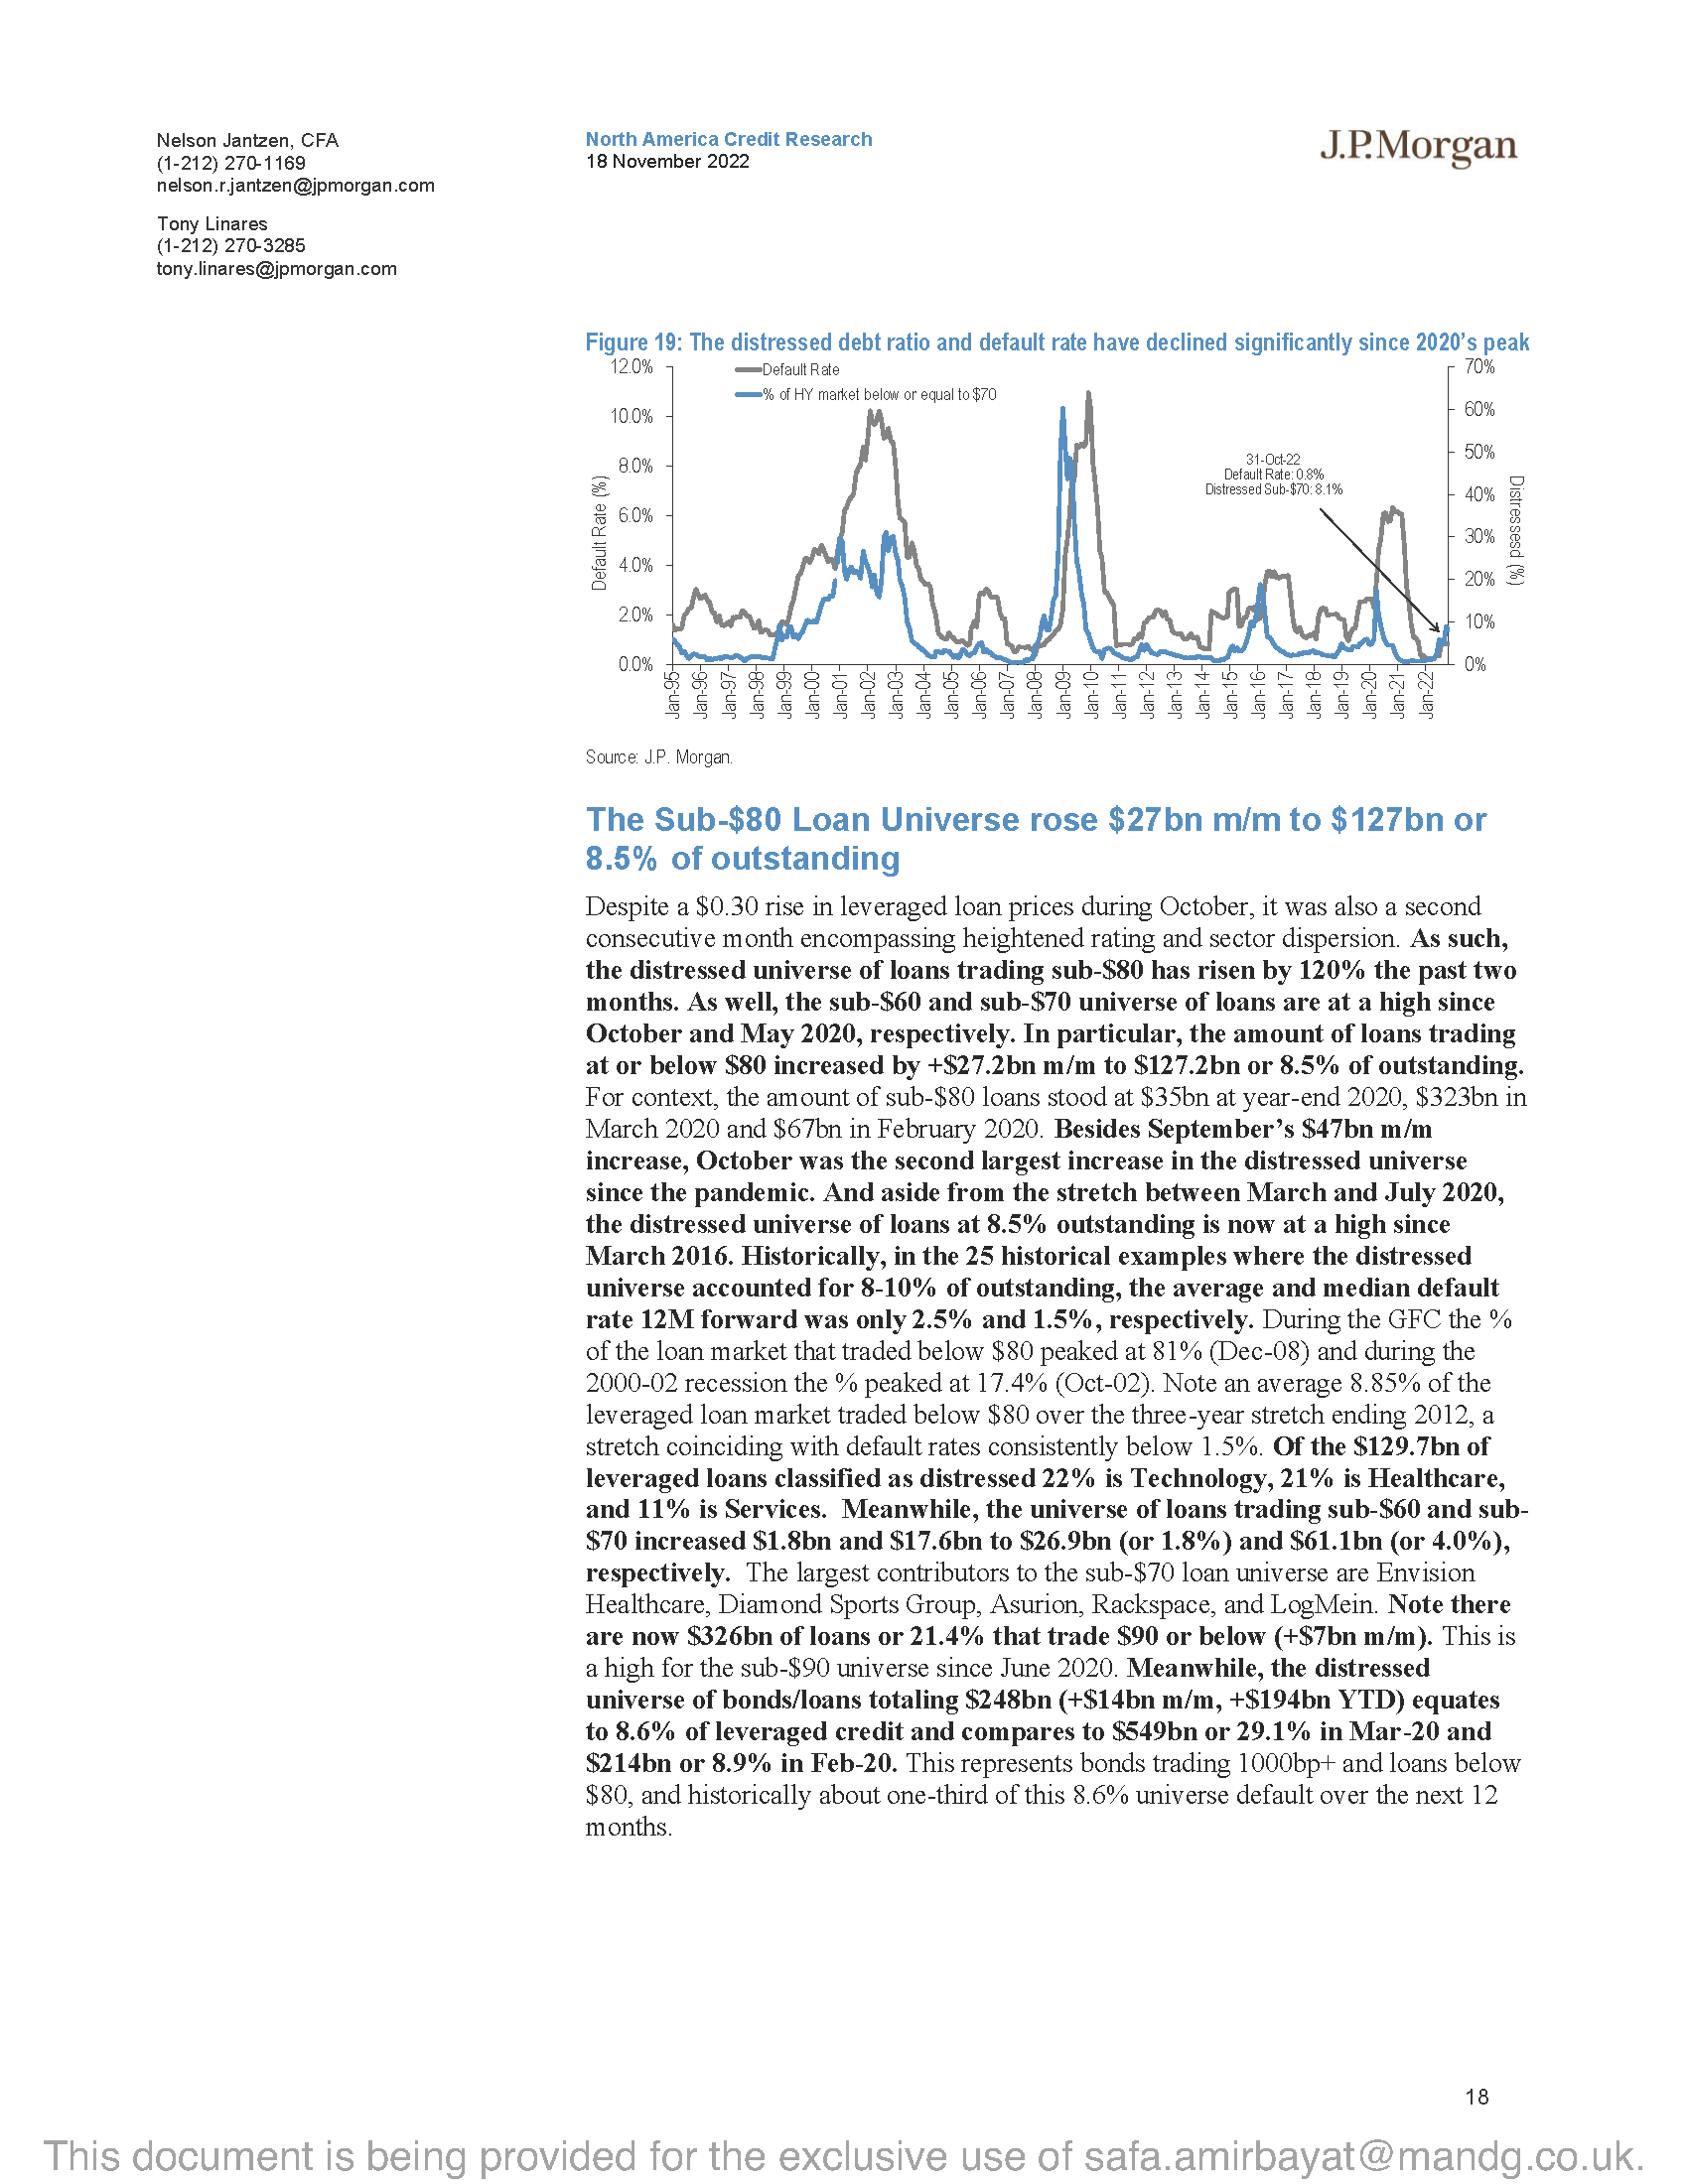 Nelson Jantzen, CFA
(1-212) 270-1169
nelson.r.jantzen@jpmorgan.com
Tony Linares
(1-212) 270-3285
tony.linares@jpmorgan.com
North America Credit Research
18 November 2022
J.P.Morgan
Figure 19: The distressed debt ratio and default rate have declined significantly since 2020's peak
12.0%
10.0%
8.0%
6.0%
4.0%
2.0%
0.0%
Default Rate (%)
Default Rate
% of HY market below or equal to $70
31-Oct-22
Default Rate: 0.8%
Distressed Sub-$70: 8.1%
70%
60%
50%
40%
30%
20%
10%
0%
Distressesd (%)
Jan-95
Jan-96
Jan-97
Jan-98
Jan-99
Jan-00
Jan-01
Jan-02
Jan-03
Jan-04
Jan-05
Jan-06
Jan-07
Jan-08
Jan-09
Jan-10
Jan-11
Jan-12
Jan-13
Jan-14
Jan-15
Jan-16
Jan-17
Jan-18
Jan-19
Jan-20
Jan-21
Jan-22
Source: J.P. Morgan.
The Sub-$80 Loan Universe rose $27bn m/m to $127bn or
8.5% of outstanding
Despite a $0.30 rise in leveraged loan prices during October, it was also a second
consecutive month encompassing heightened rating and sector dispersion. As such,
the distressed universe of loans trading sub-$80 has risen by 120% the past two
months. As well, the sub-$60 and sub-$70 universe of loans are at a high since
October and May 2020, respectively. In particular, the amount of loans trading
at or below $80 increased by +$27.2bn m/m to $127.2bn or 8.5% of outstanding.
For context, the amount of sub-$80 loans stood at $35bn at year-end 2020, $323bn in
March 2020 and $67bn in February 2020. Besides September's $47bn m/m
increase, October was the second largest increase in the distressed universe
since the pandemic. And aside from the stretch between March and July 2020,
the distressed universe of loans at 8.5% outstanding is now at a high since
March 2016. Historically, in the 25 historical examples where the distressed
universe accounted for 8-10% of outstanding, the average and median default
rate 12M forward was only 2.5% and 1.5%, respectively. During the GFC the %
of the loan market that traded below $80 peaked at 81% (Dec-08) and during the
2000-02 recession the % peaked at 17.4% (Oct-02). Note an average 8.85% of the
leveraged loan market traded below $80 over the three-year stretch ending 2012, a
stretch coinciding with default rates consistently below 1.5%. Of the $129.7bn of
leveraged loans classified as distressed 22% is Technology, 21% is Healthcare,
and 11% is Services. Meanwhile, the universe of loans trading sub-$60 and sub-
$70 increased $1.8bn and $17.6bn to $26.9bn (or 1.8%) and $61.1bn (or 4.0%),
respectively. The largest contributors to the sub-$70 loan universe are Envision
Healthcare, Diamond Sports Group, Asurion, Rackspace, and LogMein. Note there
are now $326bn of loans or 21.4% that trade $90 or below (+$7bn m/m). This is
a high for the sub-$90 universe since June 2020. Meanwhile, the distressed
universe of bonds/loans totaling $248bn (+$14bn m/m, +$194bn YTD) equates
to 8.6% of leveraged credit and compares to $549bn or 29.1% in Mar-20 and
$214bn or 8.9% in Feb-20. This represents bonds trading 1000bp+ and loans below
$80, and historically about one-third of this 8.6% universe default over the next 12
months.
18
This document is being provided for the exclusive use of safa.amirbayat@mandg.co.uk.